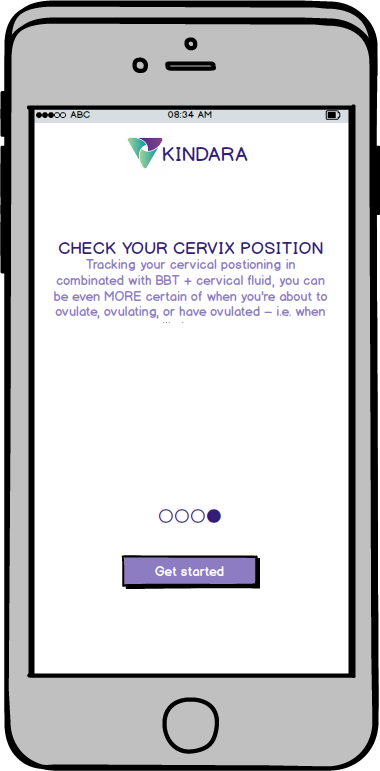 ABC 08:34 AM
KINDARA
CHECK YOUR CERVIX POSITION
Tracking your cervical postioning in
combinated with BBT + cervical fluid, you can
be even MORE certain of when you're about to
ovulate, ovulating, or have ovulated – i.e. when
Get started